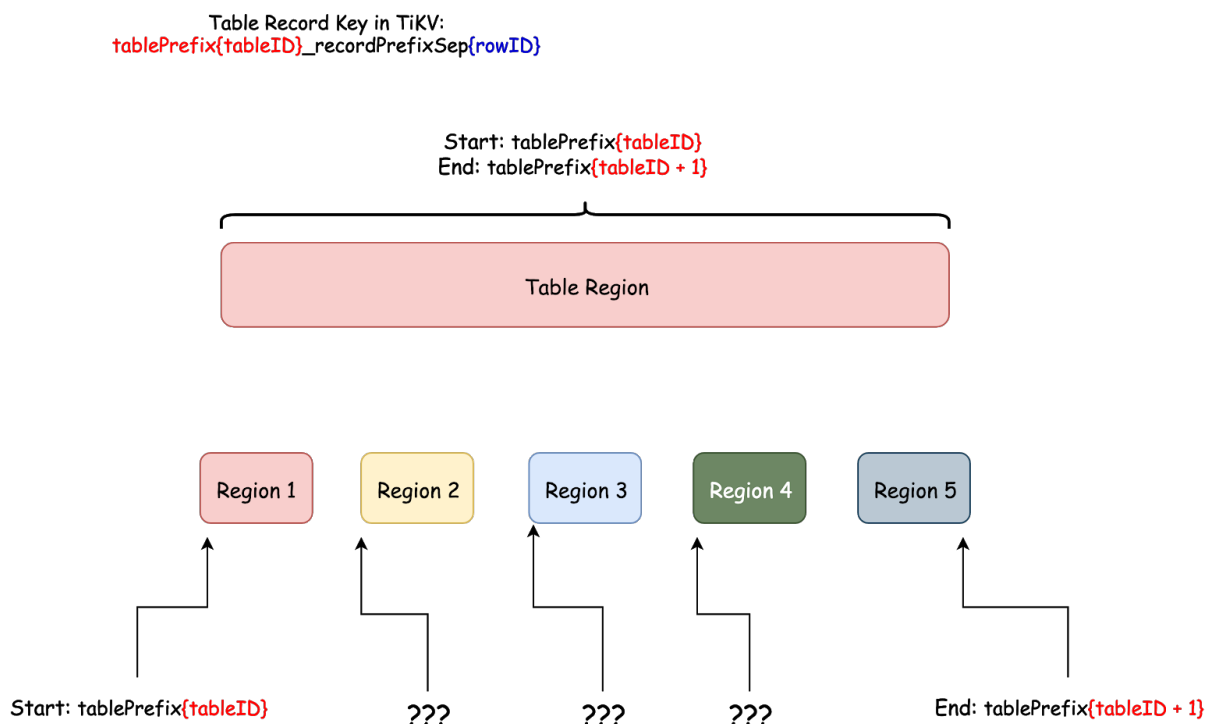 Table Record Key in TiKV:
tablePrefix{tableID}_recordPrefixSep{rowID}
Start: tablePrefix{tableID}
End: tablePrefix{tableID + 1}
Table Region
Region 1
Region 2
Region 3
Region 4
Region 5
Start: tablePrefix{tableID}
???
???
???
End: tablePrefix{tableID + 1}